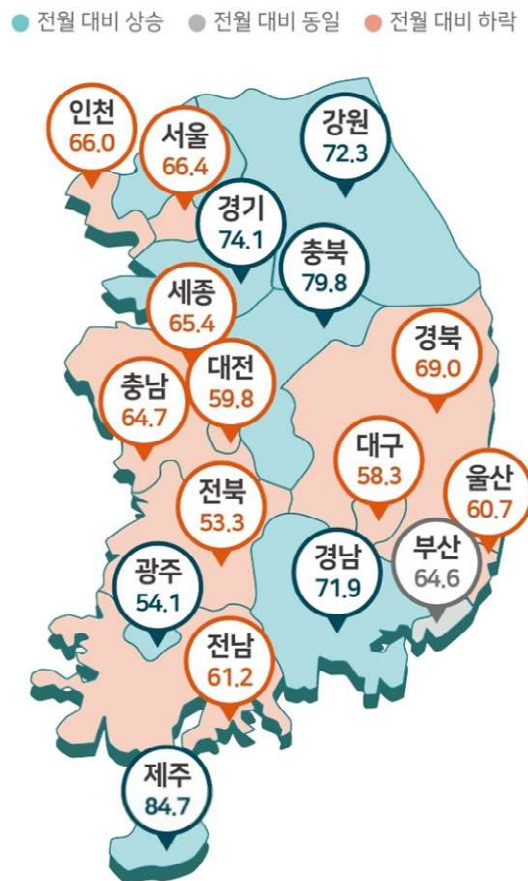 전월 대비 상승 전월 대비 동일 전월 대비 하락
인천
66.0
서울
66.4
강원
72.3
경기
74.1
충북
79.8
세종
65.4
경북
69.0
대전
59.8
충남
64.7
대구
58.3
울산
60.7
전북
53.3
부산
64.6
경남
71.9
광주
54.1
전남
61.2
제주
84.7